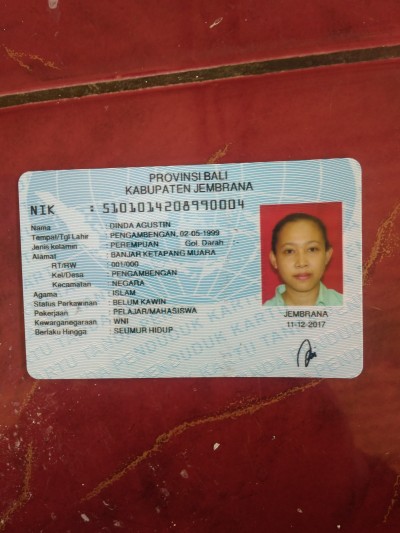 PROVINSI BALI
KABUPATEN JEMBRANA
NIK : 5101014208990004
Nama : DINDA AGUSTIN
Tempat/Tgl Lahir : PENGAMBENGAN, 02-05-1999
Jenis kelamin : PEREMPUAN Gol. Darah
Alamat : BANJAR KETAPANG MUARA
RT/RW : 001/000
Kel/Desa : PENGAMBENGAN
Kecamatan : NEGARA
Agama : ISLAM
Status Perkawinan : BELUM KAWIN
Pekerjaan : PELAJAR/MAHASISWA
Kewarganegaraan : WNI
Berlaku Hingga : SEUMUR HIDUP
JEMBRANA
11-12-2017